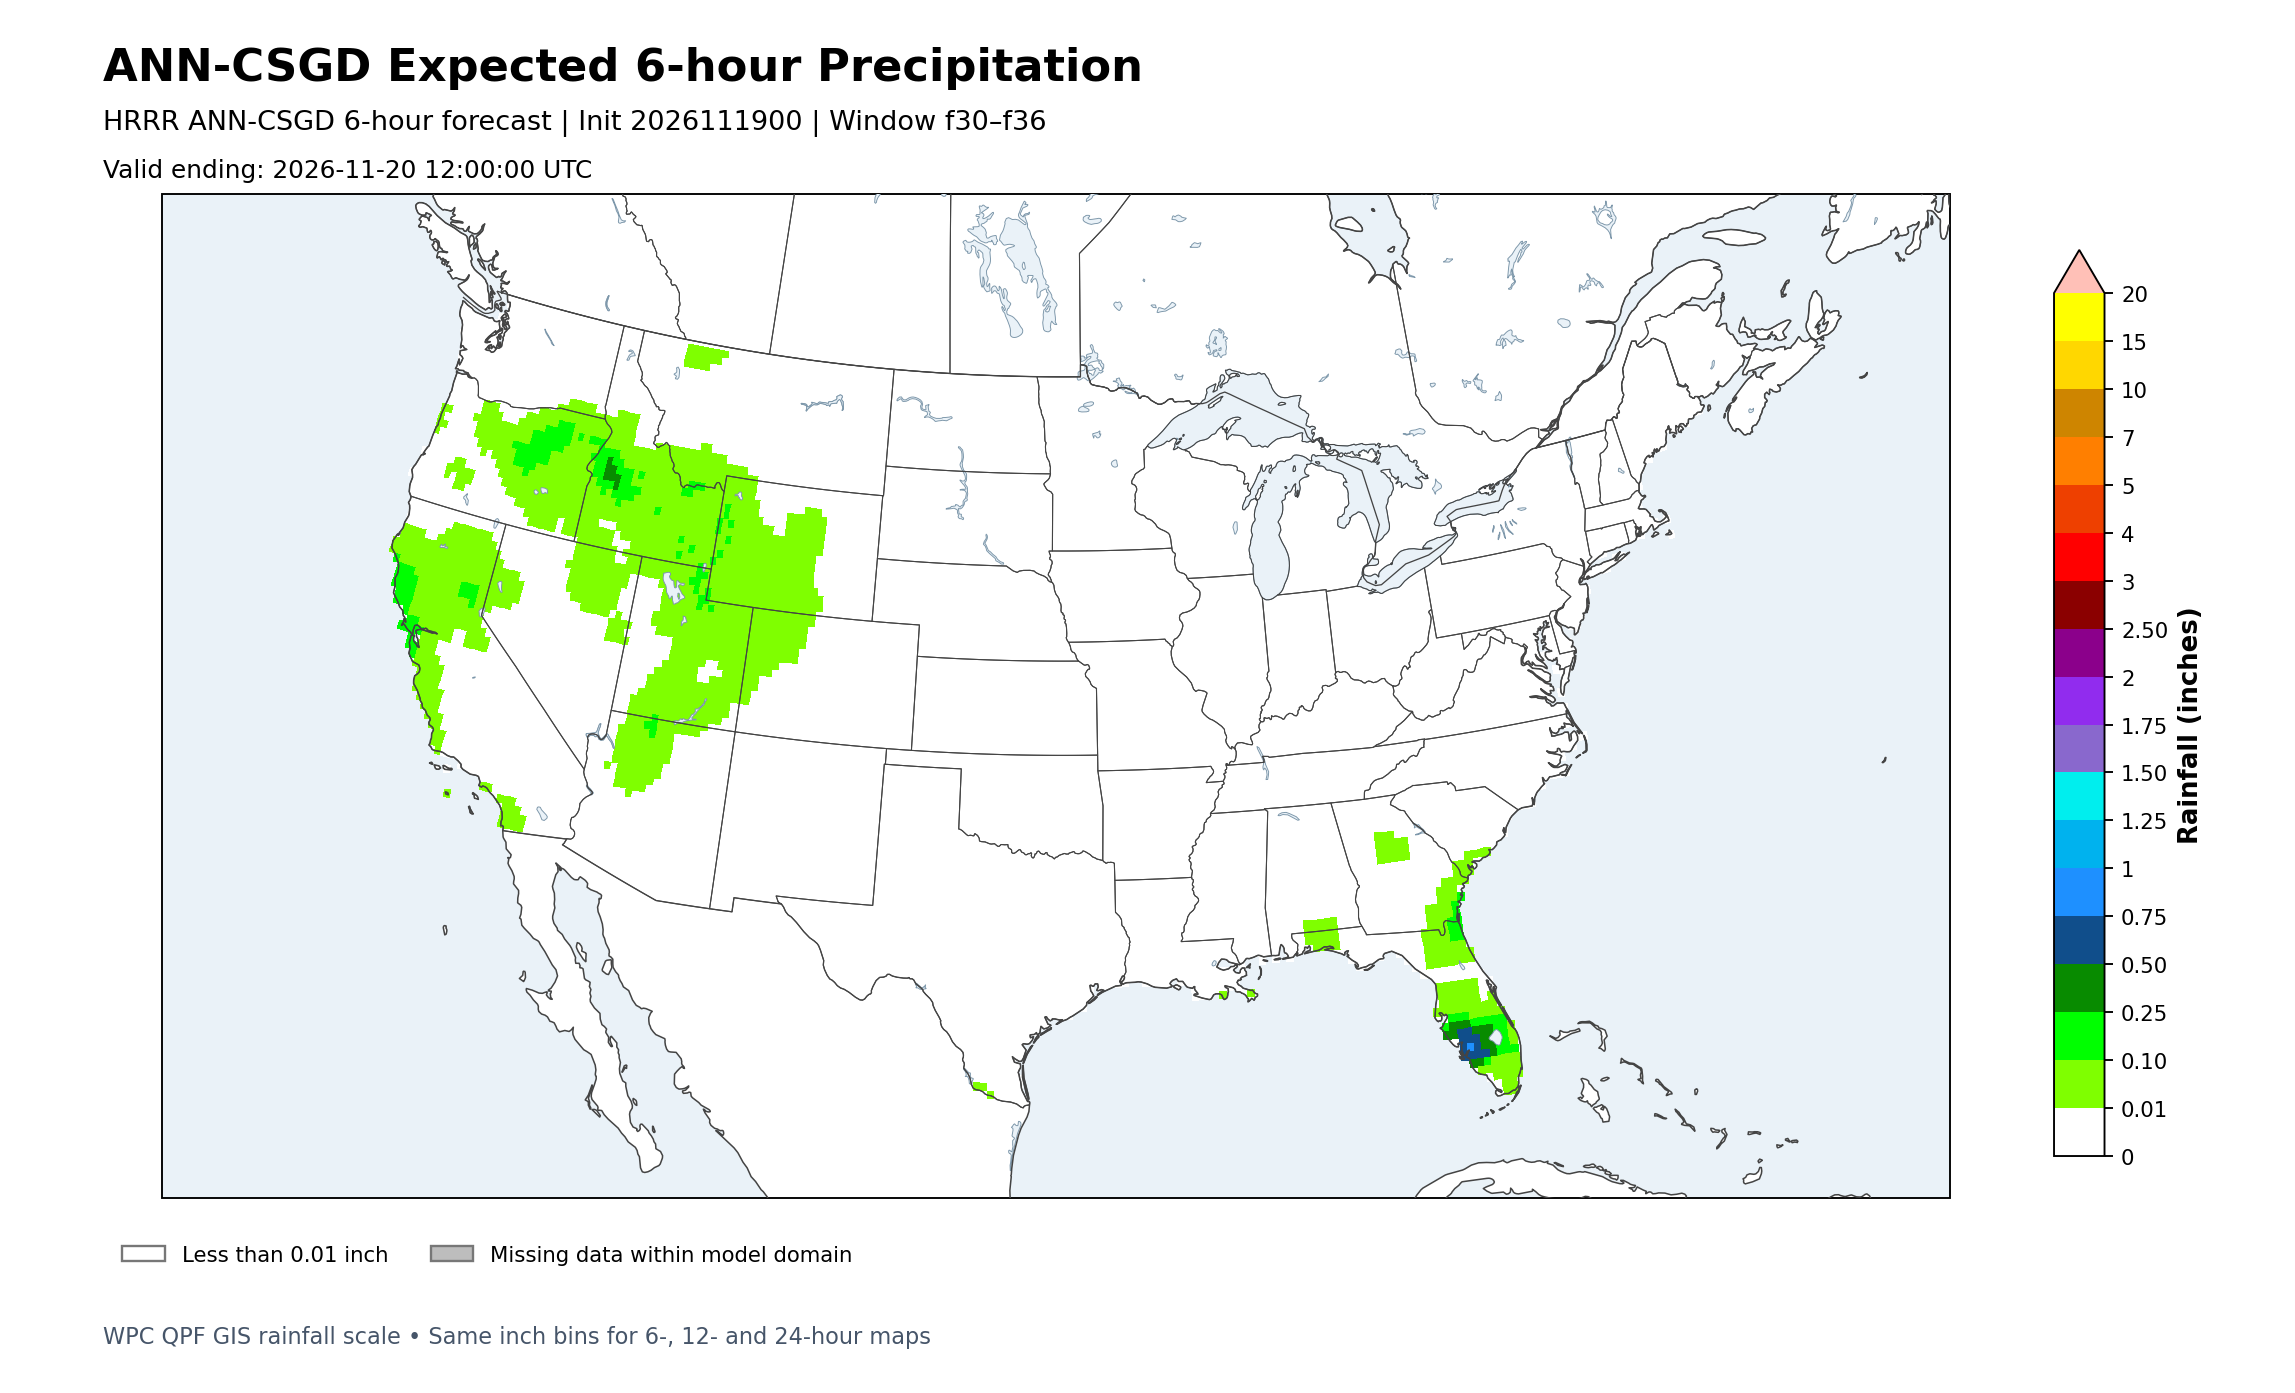 ANN-CSGD Expected 6-hour Precipitation
HRRR ANN-CSGD 6-hour forecast | Init 2026111900 | Window f30–f36
Valid ending: 2026-11-20 12:00:00 UTC
20
15
10
7
5
4
3
2.50
2
1.75
1.50
1.25
1
0.75
0.50
0.25
0.10
0.01
0
Rainfall (inches)
Less than 0.01 inch
Missing data within model domain
WPC QPF GIS rainfall scale • Same inch bins for 6-, 12- and 24-hour maps